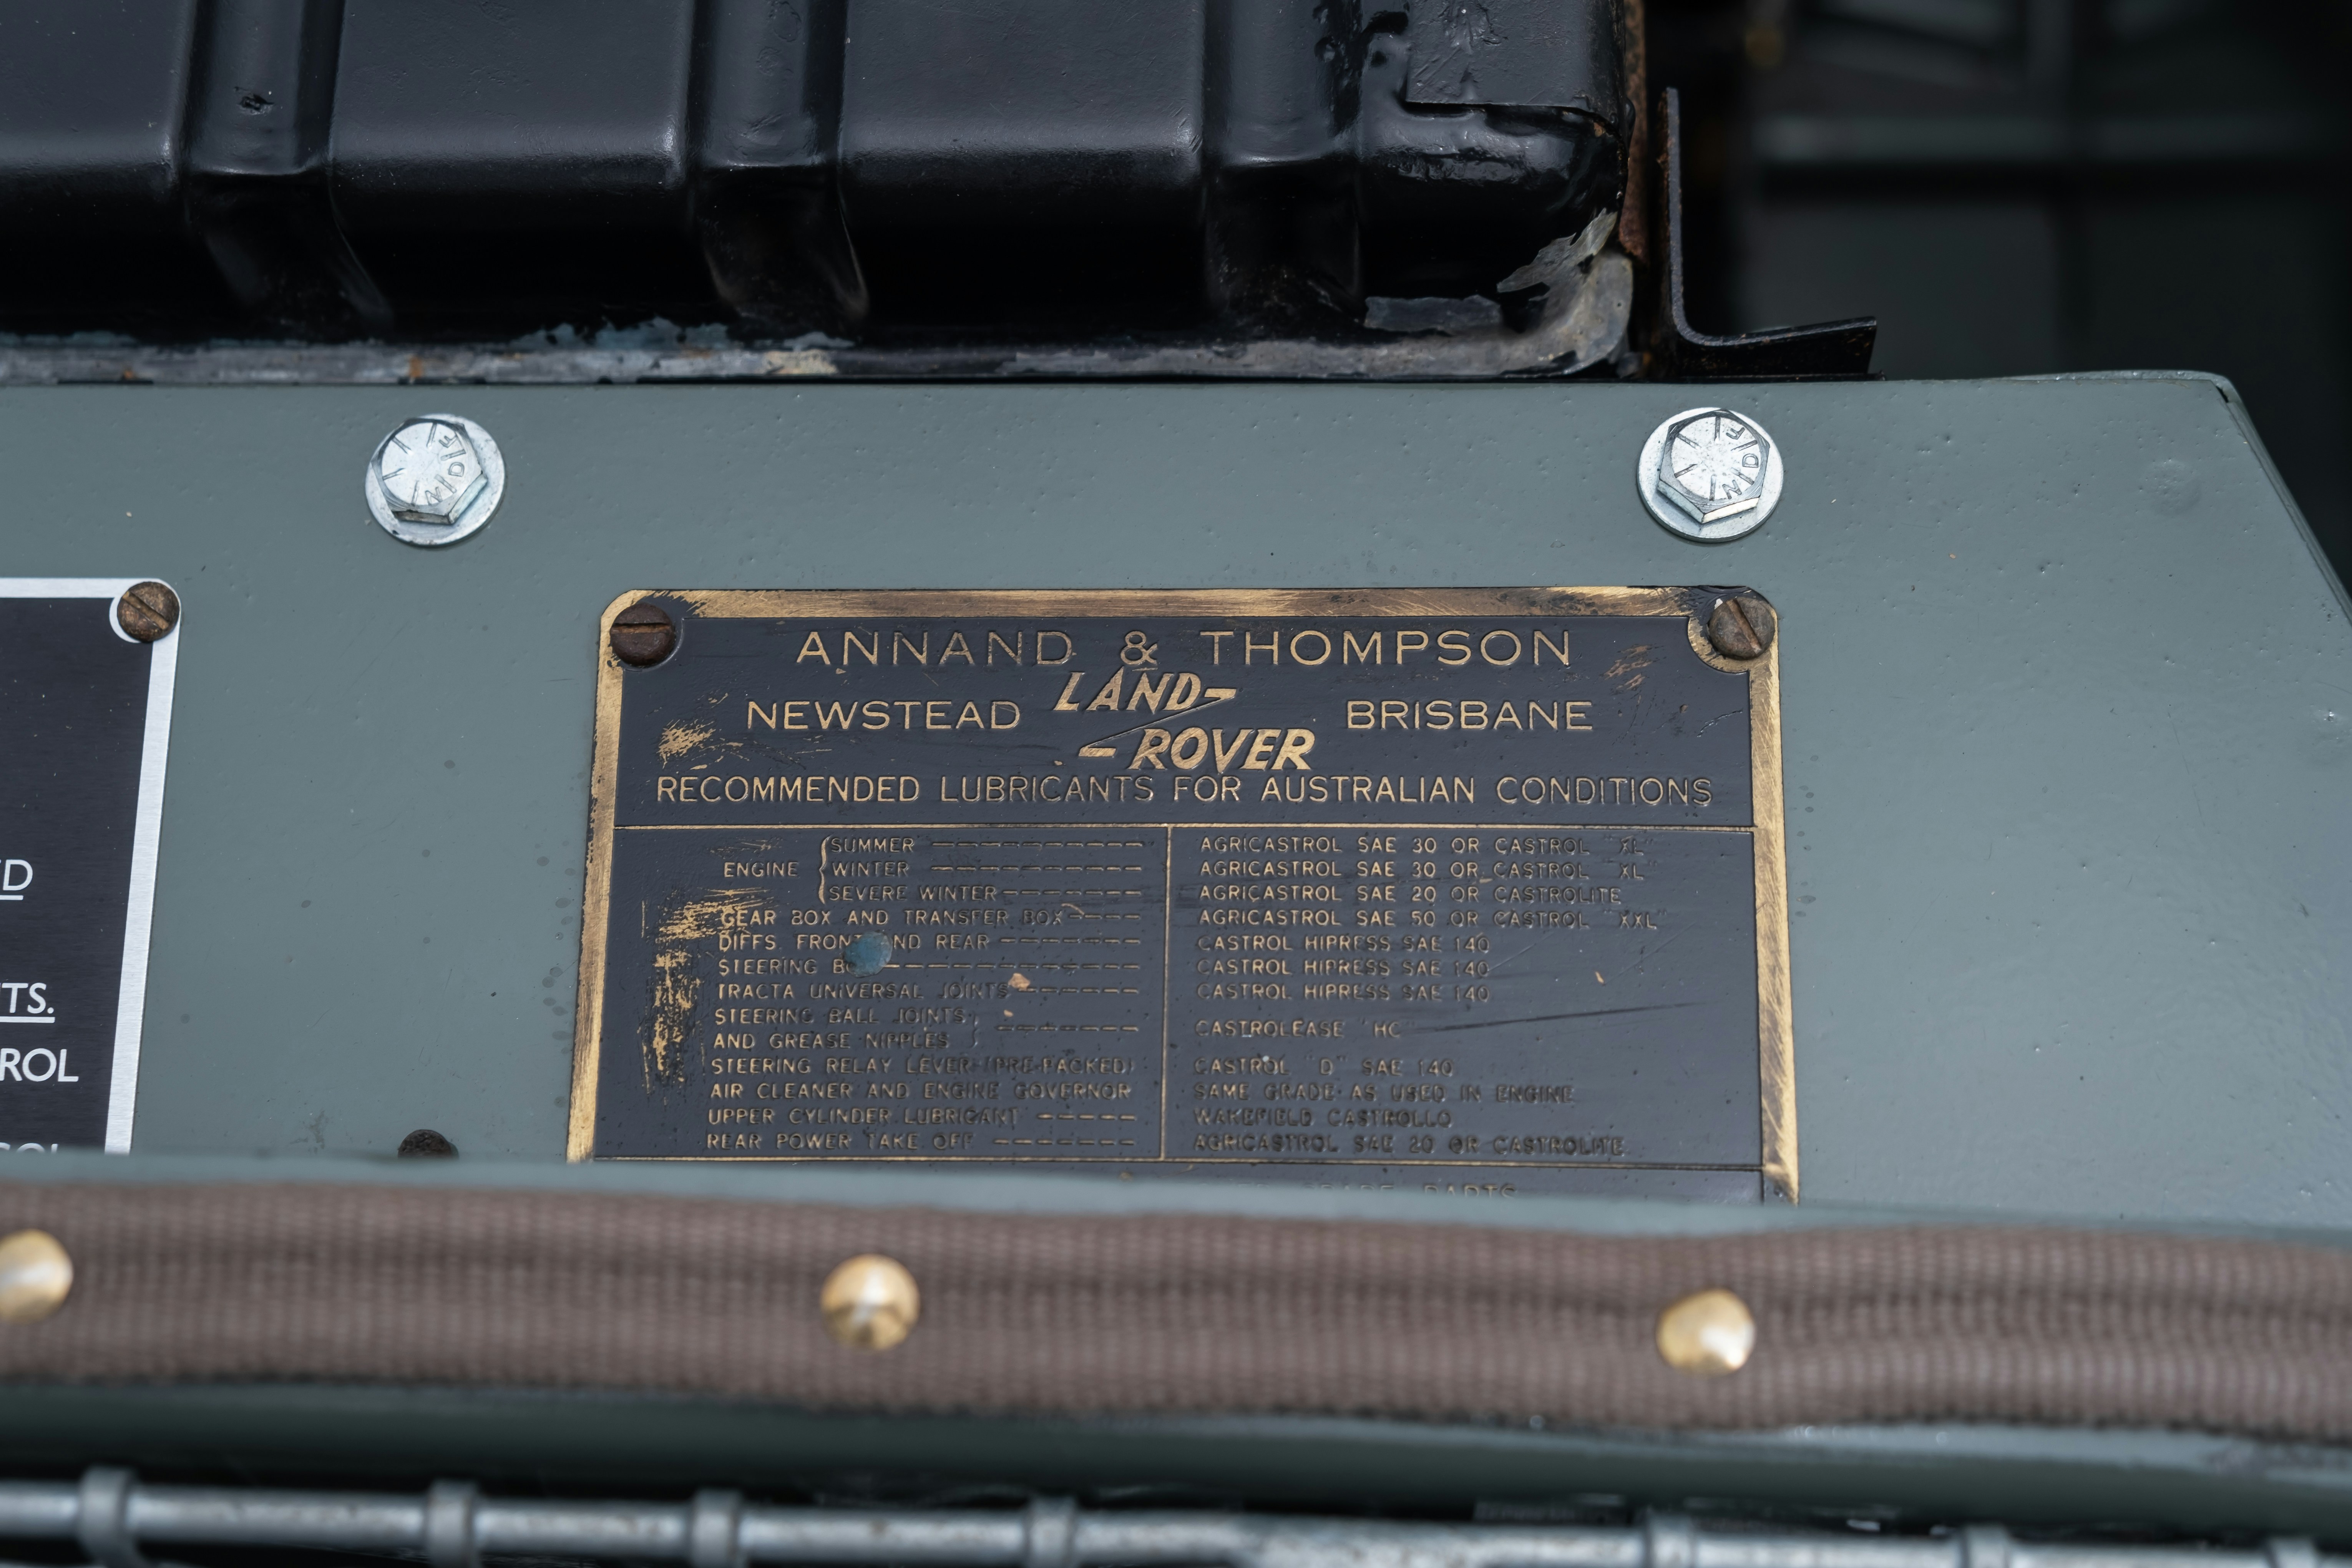 ANNAND & THOMPSON
NEWSTEAD LAND-ROVER BRISBANE
RECOMMENDED LUBRICANTS FOR AUSTRALIAN CONDITIONS
ENGINE
SUMMER AGRICASTROL SAE 30 OR CASTROL "XL"
WINTER AGRICASTROL SAE 30 OR CASTROL "XL"
SEVERE WINTER AGRICASTROL SAE 20 OR CASTROLITE
GEAR BOX AND TRANSFER BOX AGRICASTROL SAE 50 OR CASTROL "XXL"
DIFFS. FRONT AND REAR CASTROL HIPRESS SAE 140
STEERING CASTROL HIPRESS SAE 140
TRACTA UNIVERSAL JOINTS CASTROL HIPRESS SAE 140
STEERING BALL JOINTS
AND GREASE NIPPLES CASTROLEASE "HC"
STEERING RELAY LEVER (PRE-PACKED) CASTROL "D" SAE 140
AIR CLEANER AND ENGINE GOVERNOR SAME GRADE AS USED IN ENGINE
UPPER CYLINDER LUBRICANT WAKEFIELD CASTROLLO
REAR POWER TAKE OFF AGRICASTROL SAE 20 OR CASTROLITE
PARTS
D
TS.
ROL
NDF
NDF